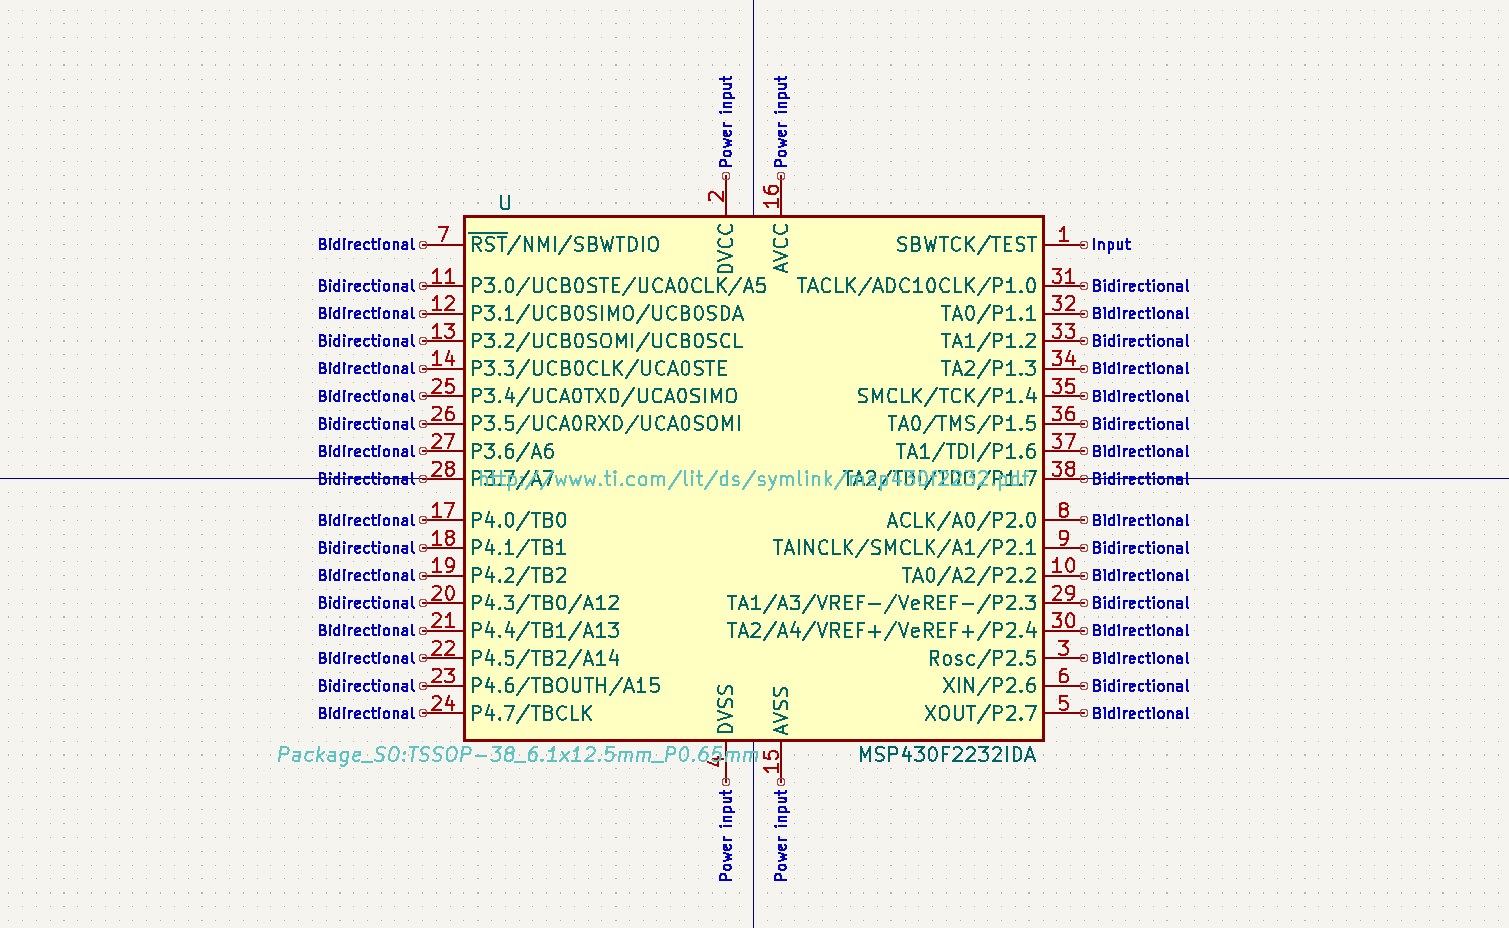 Power input
Power input
2
16
U
DVCC
AVCC
Bidirectional 7 RST/NMI/SBWTDIO SBWTCK/TEST 1 Input
Bidirectional 11 P3.0/UCB0STE/UCA0CLK/A5 TACLK/ADC10CLK/P1.0 31 Bidirectional
Bidirectional 12 P3.1/UCB0SIMO/UCB0SDA TA0/P1.1 32 Bidirectional
Bidirectional 13 P3.2/UCB0SOMI/UCB0SCL TA1/P1.2 33 Bidirectional
Bidirectional 14 P3.3/UCB0CLK/UCA0STE TA2/P1.3 34 Bidirectional
Bidirectional 25 P3.4/UCA0TXD/UCA0SIMO SMCLK/TCK/P1.4 35 Bidirectional
Bidirectional 26 P3.5/UCA0RXD/UCA0SOMI TA0/TMS/P1.5 36 Bidirectional
Bidirectional 27 P3.6/A6 TA1/TDI/P1.6 37 Bidirectional
Bidirectional 28 P3.7/A7 http://www.ti.com/lit/ds/symlink/msp430f2232.pdf TA2/TDI/TDO/P1.7 38 Bidirectional
Bidirectional 17 P4.0/TB0 ACLK/A0/P2.0 8 Bidirectional
Bidirectional 18 P4.1/TB1 TAINCLK/SMCLK/A1/P2.1 9 Bidirectional
Bidirectional 19 P4.2/TB2 TA0/A2/P2.2 10 Bidirectional
Bidirectional 20 P4.3/TB0/A12 TA1/A3/VREF-/VeREF-/P2.3 29 Bidirectional
Bidirectional 21 P4.4/TB1/A13 TA2/A4/VREF+/VeREF+/P2.4 30 Bidirectional
Bidirectional 22 P4.5/TB2/A14 Rosc/P2.5 3 Bidirectional
Bidirectional 23 P4.6/TBOUTH/A15 XIN/P2.6 6 Bidirectional
Bidirectional 24 P4.7/TBCLK XOUT/P2.7 5 Bidirectional
DVSS
AVSS
Package_SO:TSSOP-38_6.1x12.5mm_P0.65mm
MSP430F2232IDA
4
15
Power input
Power input